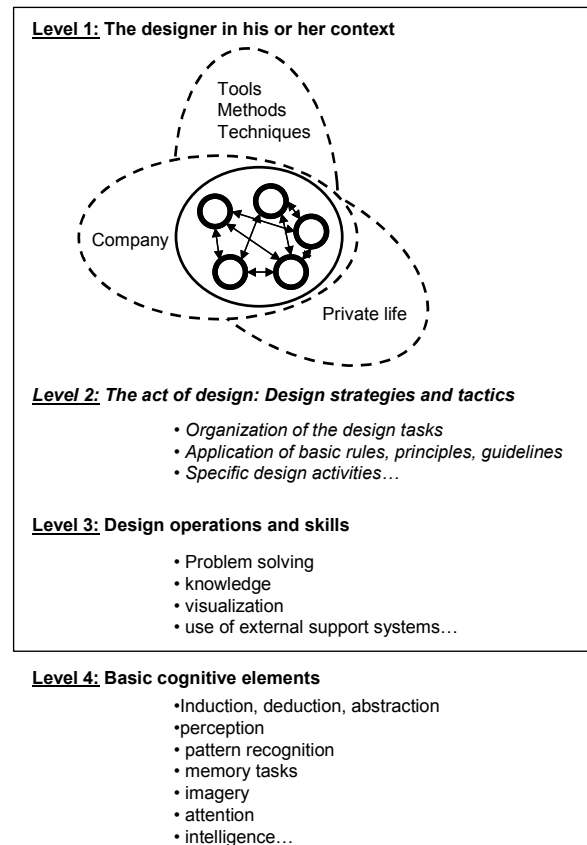 Level 1: The designer in his or her context
Tools
Methods
Techniques
Company
Private life
Level 2: The act of design: Design strategies and tactics
• Organization of the design tasks
• Application of basic rules, principles, guidelines
• Specific design activities…
Level 3: Design operations and skills
• Problem solving
• knowledge
• visualization
• use of external support systems…
Level 4: Basic cognitive elements
•Induction, deduction, abstraction
•perception
• pattern recognition
• memory tasks
• imagery
• attention
• intelligence…